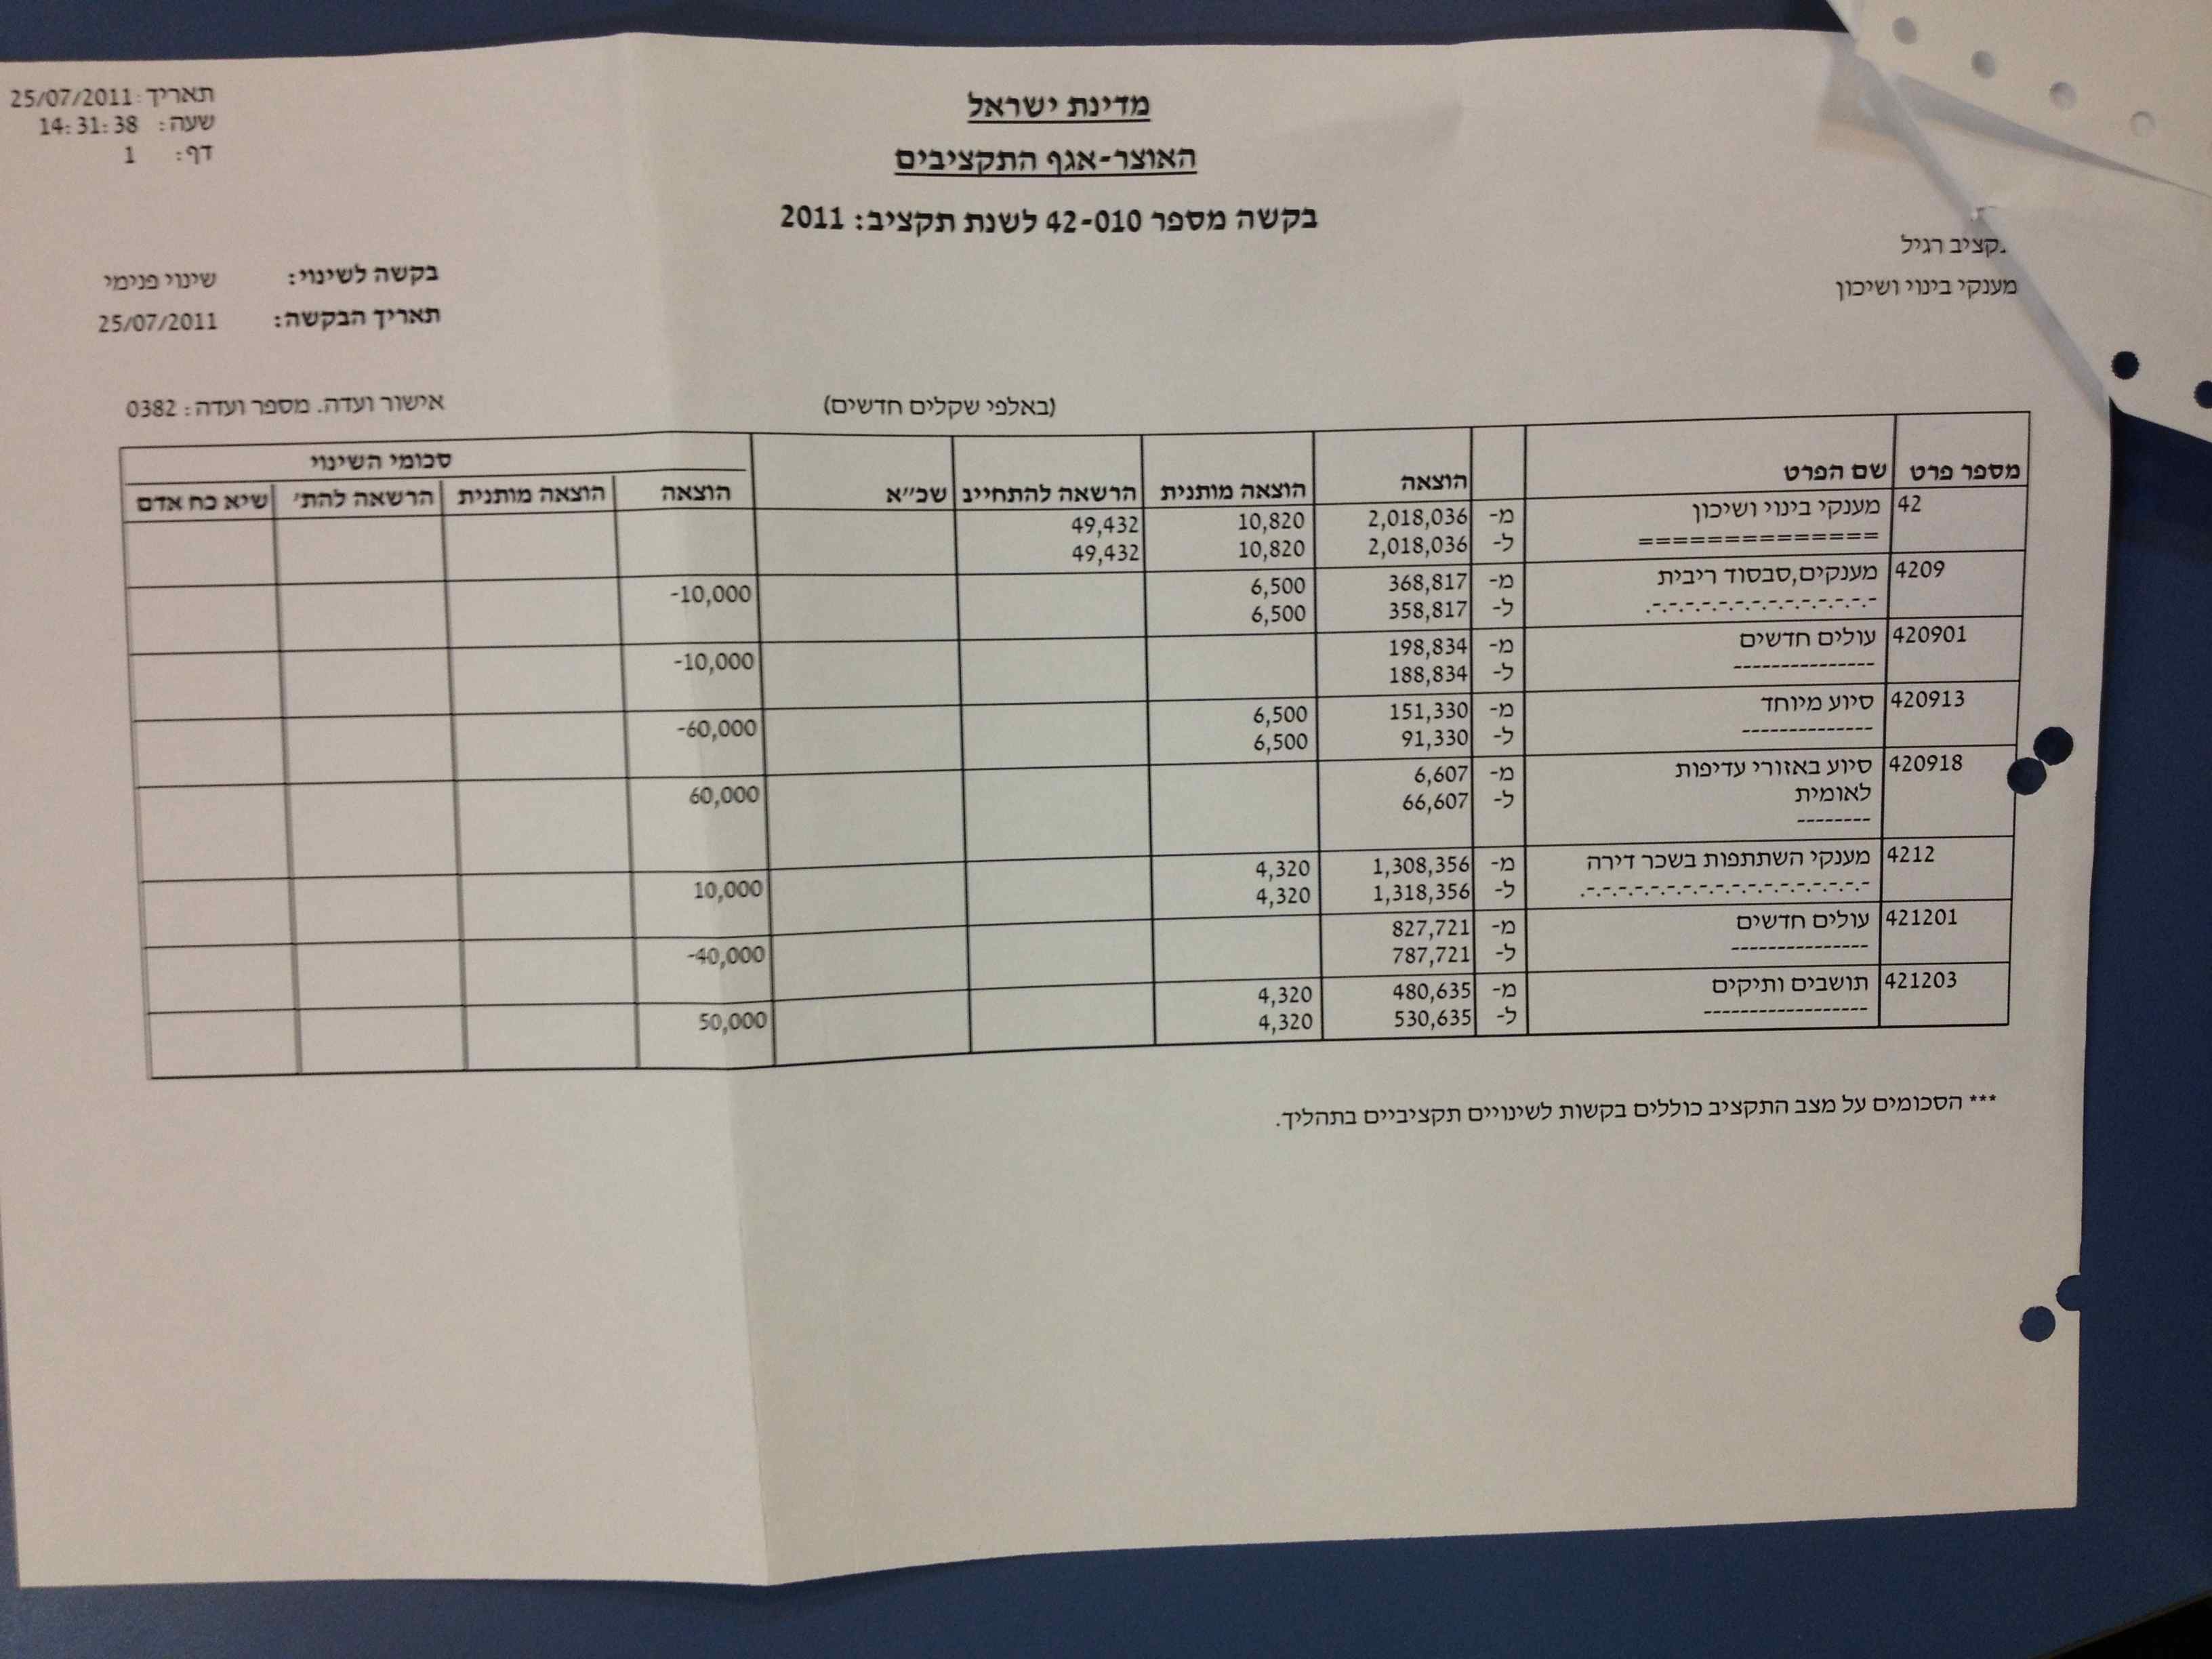 תאריך: 25/07/2011
שעה: 14:31:38
דף: 1
מדינת ישראל
האוצר-אגף התקציבים
בקשה מספר 42-010 לשנת תקציב: 2011
.קציב רגיל
מענקי בינוי ושיכון
בקשה לשינוי: שינוי פנימי
תאריך הבקשה: 25/07/2011
(באלפי שקלים חדשים)
אישור ועדה. מספר ועדה: 0382
סכומי השינוי
מספר פרט שם הפרט הוצאה הוצאה מותנית הרשאה להתחייב שכ"א הוצאה הוצאה מותנית הרשאה להת' שיא כח אדם
42 מענקי בינוי ושיכון מ- 2,018,036 10,820 49,432
============== ל- 2,018,036 10,820 49,432
4209 מענקים,סבסוד ריבית מ- 368,817 6,500 -10,000
-.-.-.-.-.-.-.-.-.-.-.-.-.-. ל- 358,817 6,500
420901 עולים חדשים מ- 198,834 -10,000
--------------- ל- 188,834
420913 סיוע מיוחד מ- 151,330 6,500 -60,000
-------------- ל- 91,330 6,500
420918 סיוע באזורי עדיפות מ- 6,607 60,000
לאומית ל- 66,607
--------
4212 מענקי השתתפות בשכר דירה מ- 1,308,356 4,320 10,000
-.-.-.-.-.-.-.-.-.-.-.-.-.-.-.-.-.-. ל- 1,318,356 4,320
421201 עולים חדשים מ- 827,721 -40,000
--------------- ל- 787,721
421203 תושבים ותיקים מ- 480,635 4,320 50,000
------------------ ל- 530,635 4,320
*** הסכומים על מצב התקציב כוללים בקשות לשינויים תקציביים בתהליך.